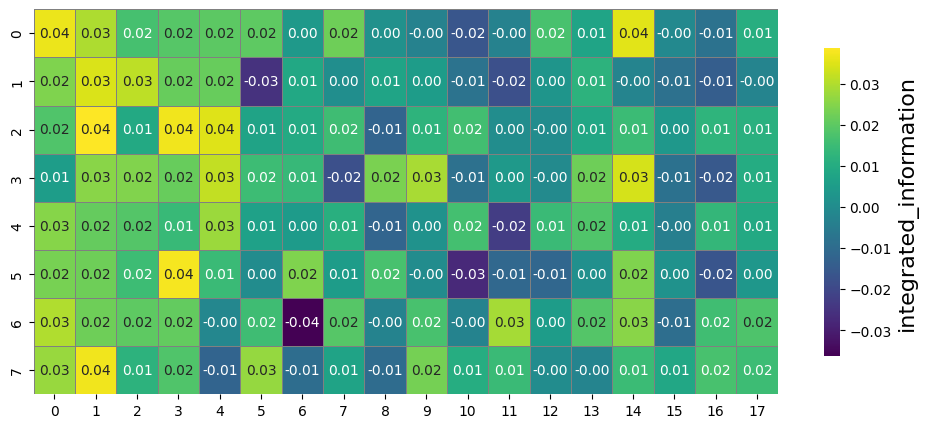 0 0.04 0.03 0.02 0.02 0.02 0.02 0.00 0.02 0.00 -0.00 -0.02 -0.00 0.02 0.01 0.04 -0.00 -0.01 0.01
1 0.02 0.03 0.03 0.02 0.02 -0.03 0.01 0.00 0.01 0.00 -0.01 -0.02 0.00 0.01 -0.00 -0.01 -0.01 -0.00
2 0.02 0.04 0.01 0.04 0.04 0.01 0.01 0.02 -0.01 0.01 0.02 0.00 -0.00 0.01 0.01 0.00 0.01 0.01
3 0.01 0.03 0.02 0.02 0.03 0.02 0.01 -0.02 0.02 0.03 -0.01 0.00 -0.00 0.02 0.03 -0.01 -0.02 0.01
4 0.03 0.02 0.02 0.01 0.03 0.01 0.00 0.01 -0.01 0.00 0.02 -0.02 0.01 0.02 0.01 -0.00 0.01 0.01
5 0.02 0.02 0.02 0.04 0.01 0.00 0.02 0.01 0.02 -0.00 -0.03 -0.01 -0.01 0.00 0.02 0.00 -0.02 0.00
6 0.03 0.02 0.02 0.02 -0.00 0.02 -0.04 0.02 -0.00 0.02 -0.00 0.03 0.00 0.02 0.03 -0.01 0.02 0.02
7 0.03 0.04 0.01 0.02 -0.01 0.03 -0.01 0.01 -0.01 0.02 0.01 0.01 -0.00 -0.00 0.01 0.01 0.02 0.02
0 1 2 3 4 5 6 7 8 9 10 11 12 13 14 15 16 17
0.03
0.02
0.01
0.00
−0.01
−0.02
−0.03
integrated_information